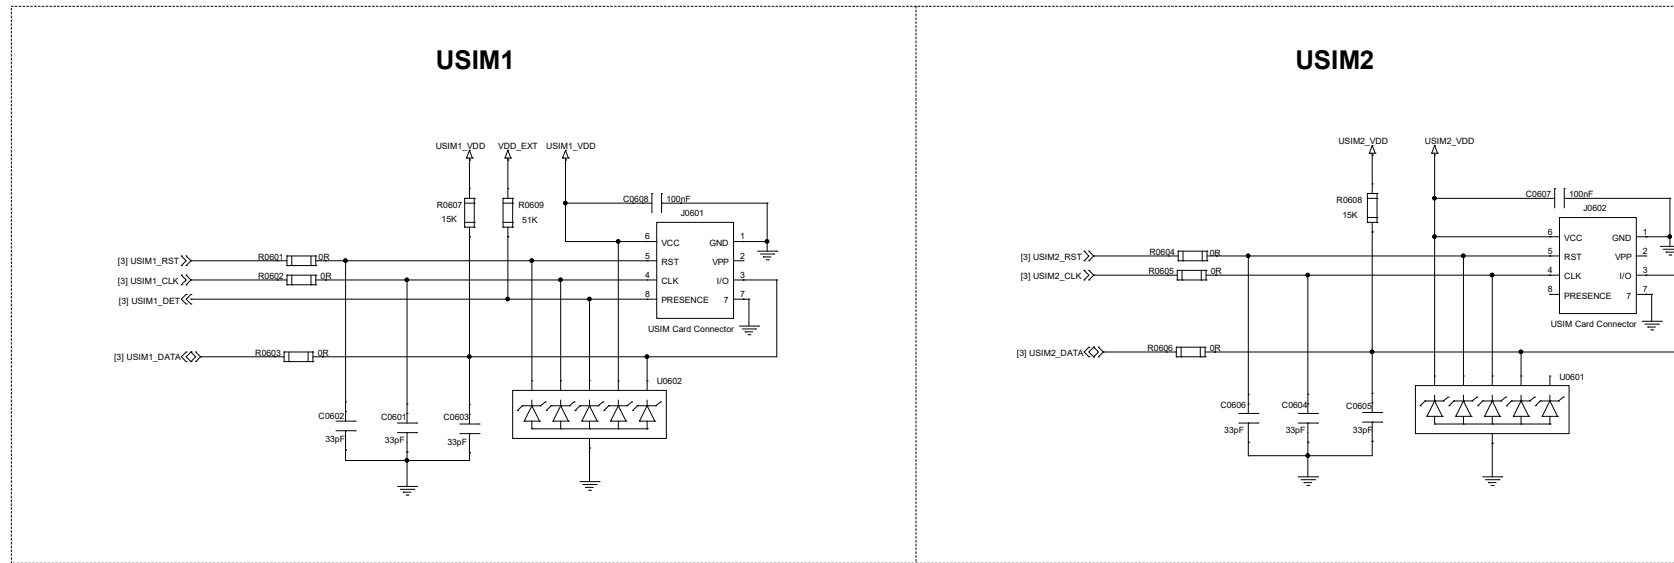 USIM1
USIM1_VDD VDD_EXT USIM1_VDD
C0608 100nF
R0607 R0609 J0601
15K 51K
6 VCC GND 1
[3] USIM1_RST R0601 0R 5 RST VPP 2
[3] USIM1_CLK R0602 0R 4 CLK I/O 3
[3] USIM1_DET 8 PRESENCE 7 7
USIM Card Connector
[3] USIM1_DATA R0603 0R
U0602
C0602 C0601 C0603
33pF 33pF 33pF
USIM2
USIM2_VDD USIM2_VDD
C0607 100nF
R0608 J0602
15K
6 VCC GND 1
[3] USIM2_RST R0604 0R 5 RST VPP 2
[3] USIM2_CLK R0605 0R 4 CLK I/O 3
8 PRESENCE 7 7
USIM Card Connector
[3] USIM2_DATA R0606 0R
U0601
C0606 C0604 C0605
33pF 33pF 33pF